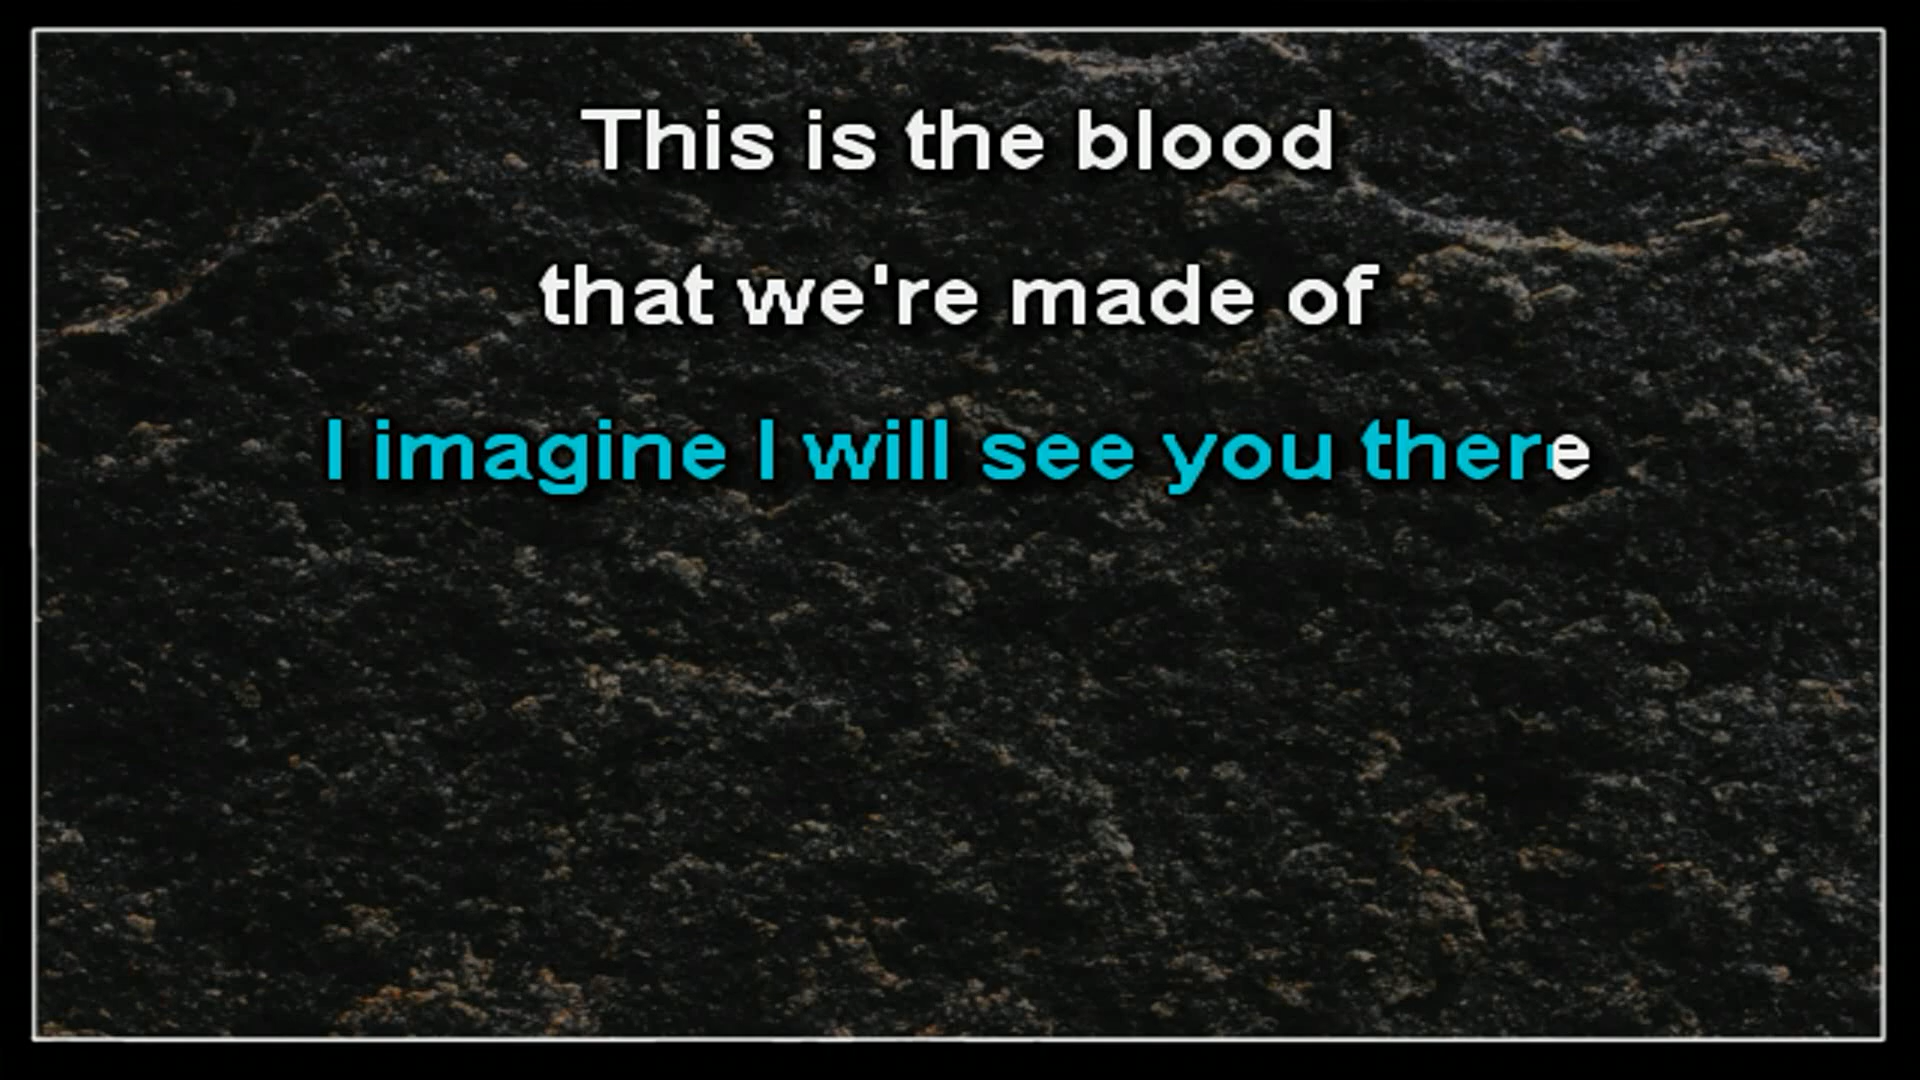 This is the blood
that we're made of
I imagine I will see you there